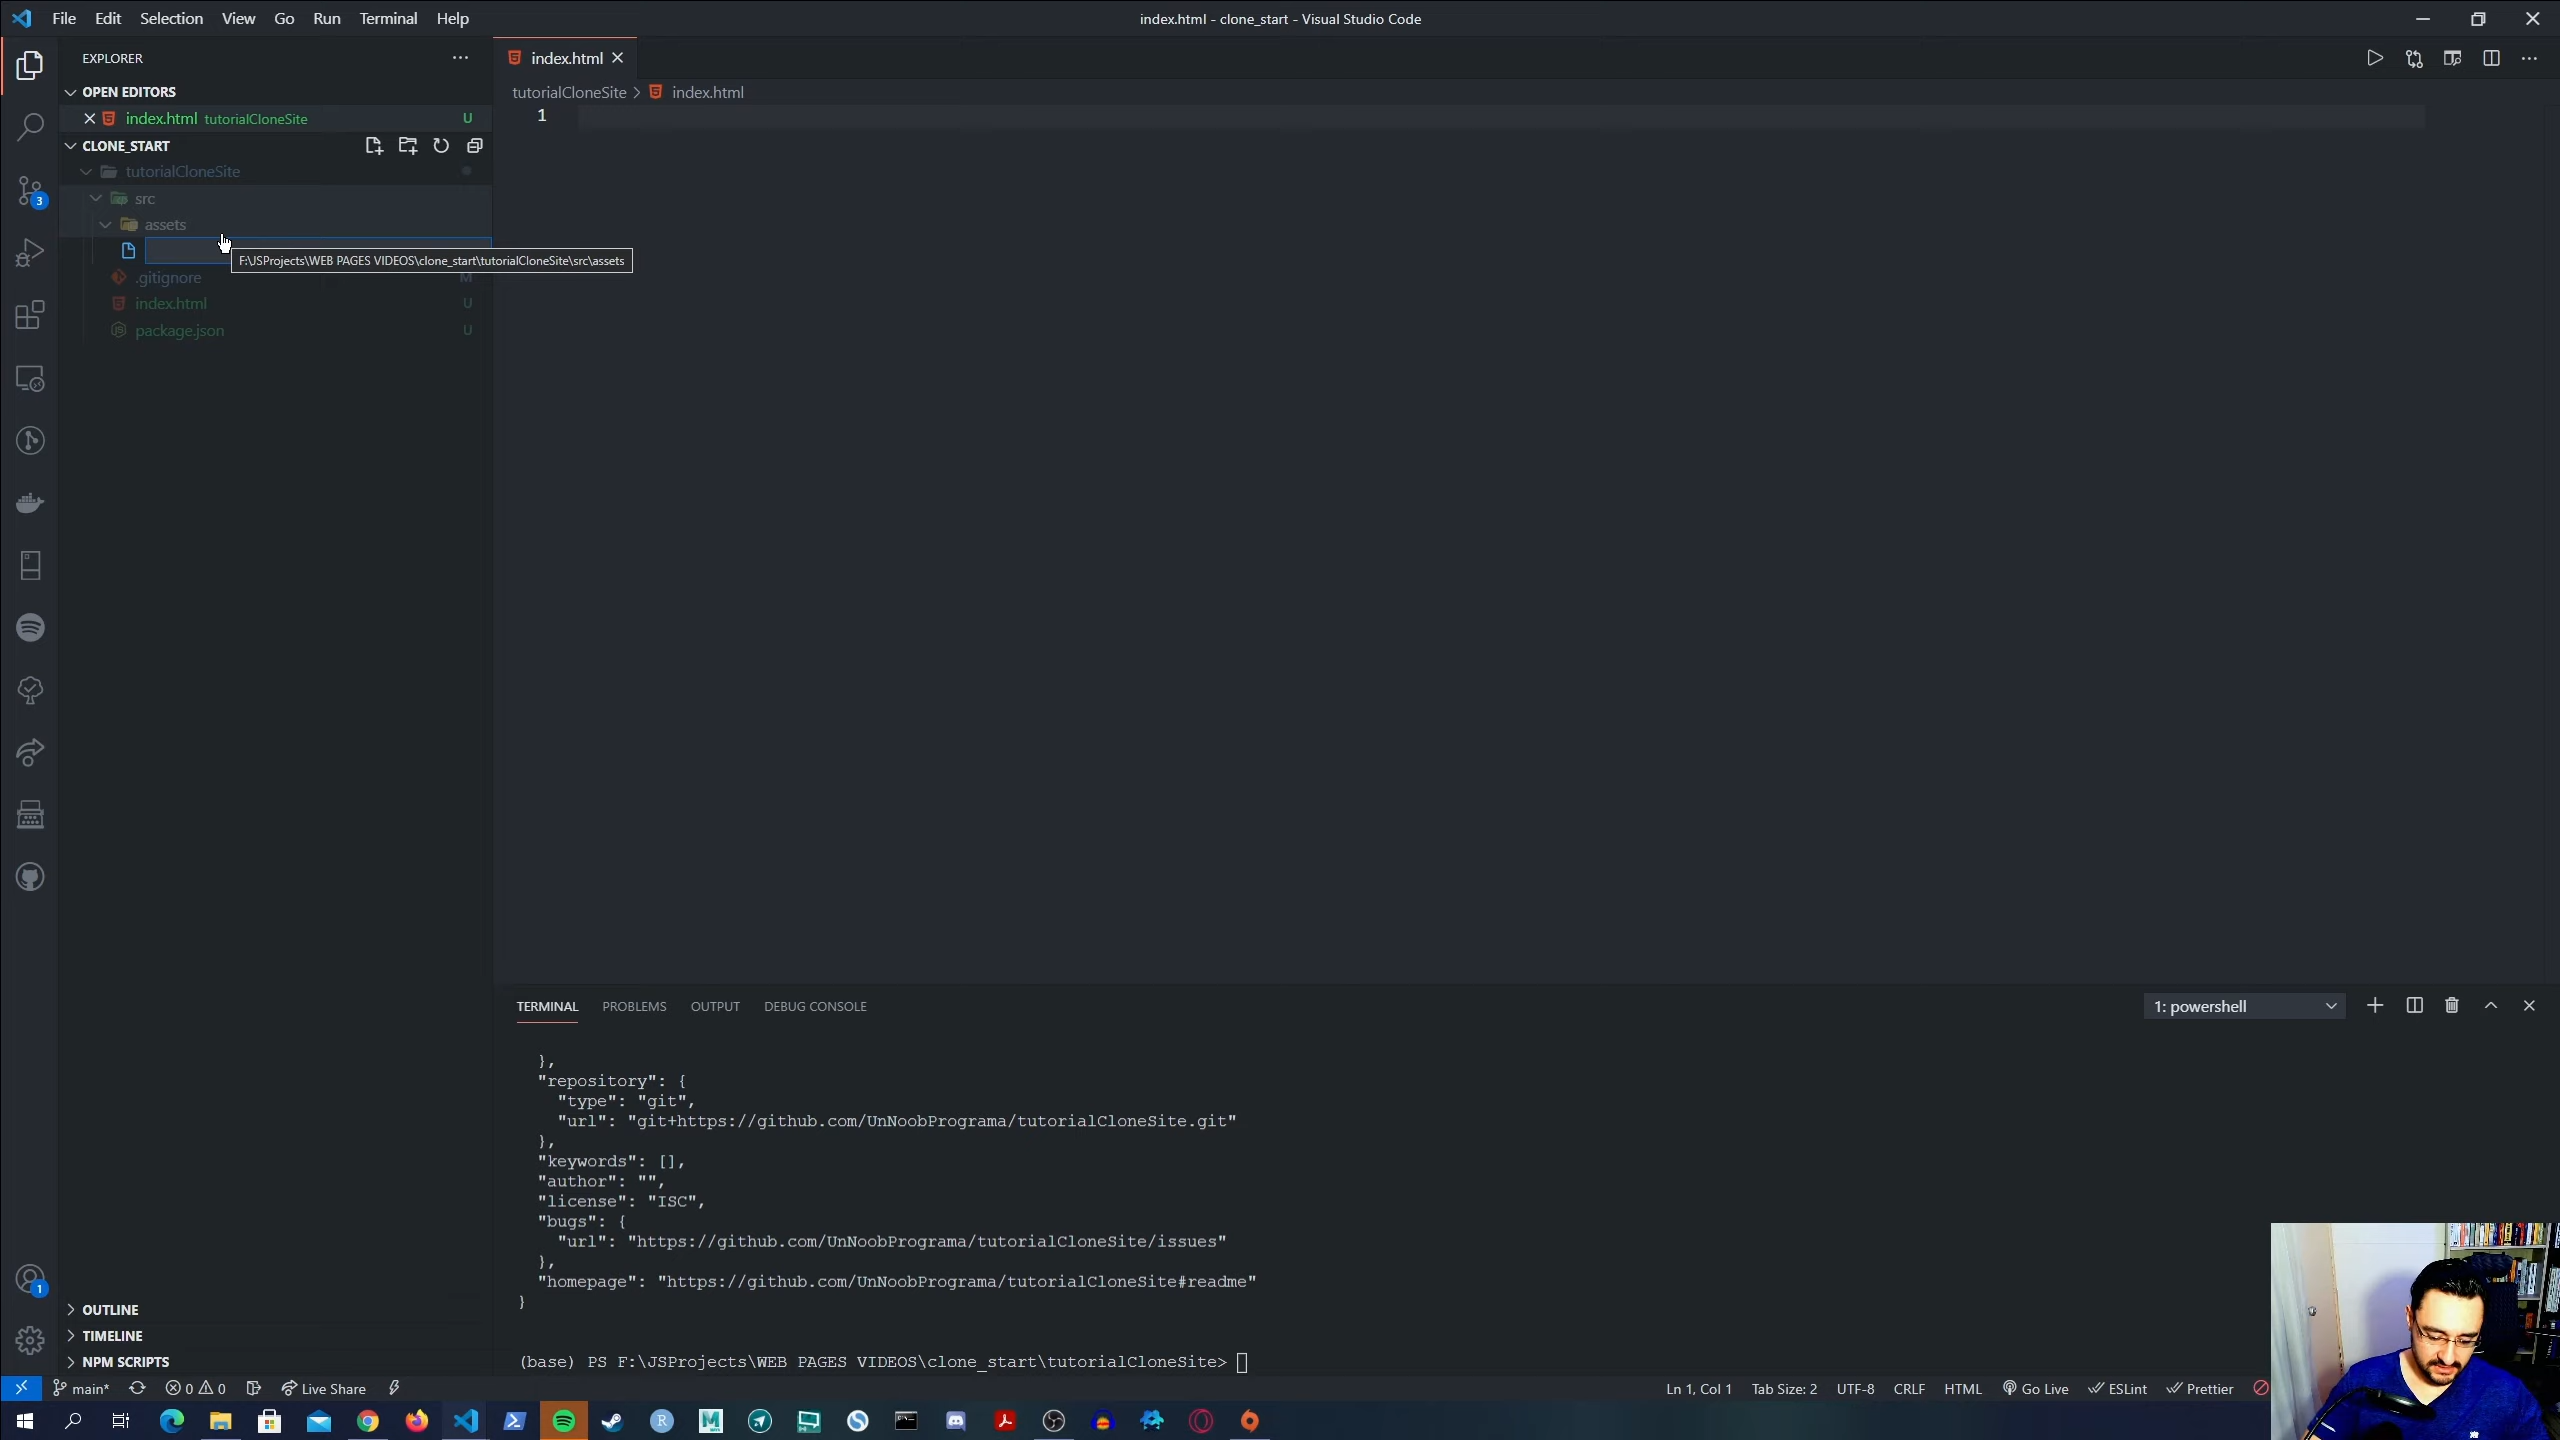 File Edit Selection View Go Run Terminal Help
index.html - clone_start - Visual Studio Code
EXPLORER
OPEN EDITORS
index.html tutorialCloneSite U
CLONE_START
tutorialCloneSite
src
assets
F:\JSProjects\WEB PAGES VIDEOS\clone_start\tutorialCloneSite\src\assets
.gitignore M
index.html U
package.json U
OUTLINE
TIMELINE
NPM SCRIPTS
index.html
tutorialCloneSite > index.html
1
TERMINAL PROBLEMS OUTPUT DEBUG CONSOLE
1: powershell
},
"repository": {
"type": "git",
"url": "git+https://github.com/UnNoobPrograma/tutorialCloneSite.git"
},
"keywords": [],
"author": "",
"license": "ISC",
"bugs": {
"url": "https://github.com/UnNoobPrograma/tutorialCloneSite/issues"
},
"homepage": "https://github.com/UnNoobPrograma/tutorialCloneSite#readme"
}
(base) PS F:\JSProjects\WEB PAGES VIDEOS\clone_start\tutorialCloneSite>
3
1
main* 0 0 Live Share
Ln 1, Col 1 Tab Size: 2 UTF-8 CRLF HTML Go Live ESLint Prettier